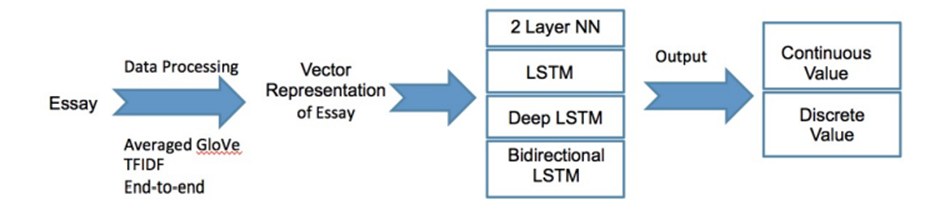 Essay
Data Processing
Averaged GloVe
TFIDF
End-to-end
Vector
Representation
of Essay
2 Layer NN
LSTM
Deep LSTM
Bidirectional
LSTM
Output
Continuous
Value
Discrete
Value